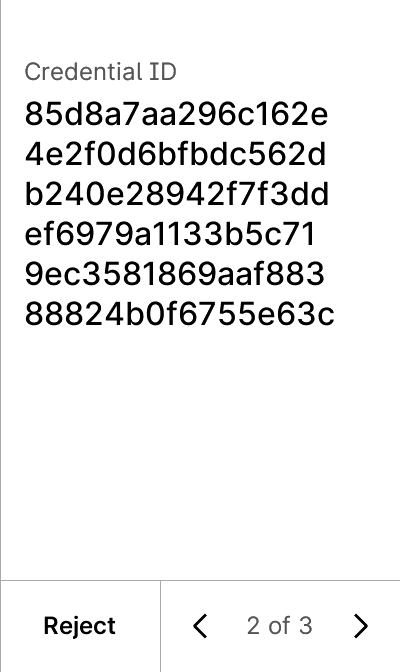 Credential ID
85d8a7aa296c162e
4e2f0d6bfbdc562d
b240e28942f7f3dd
ef6979a1133b5c71
9ec3581869aaf883
88824b0f6755e63c
Reject
2 of 3